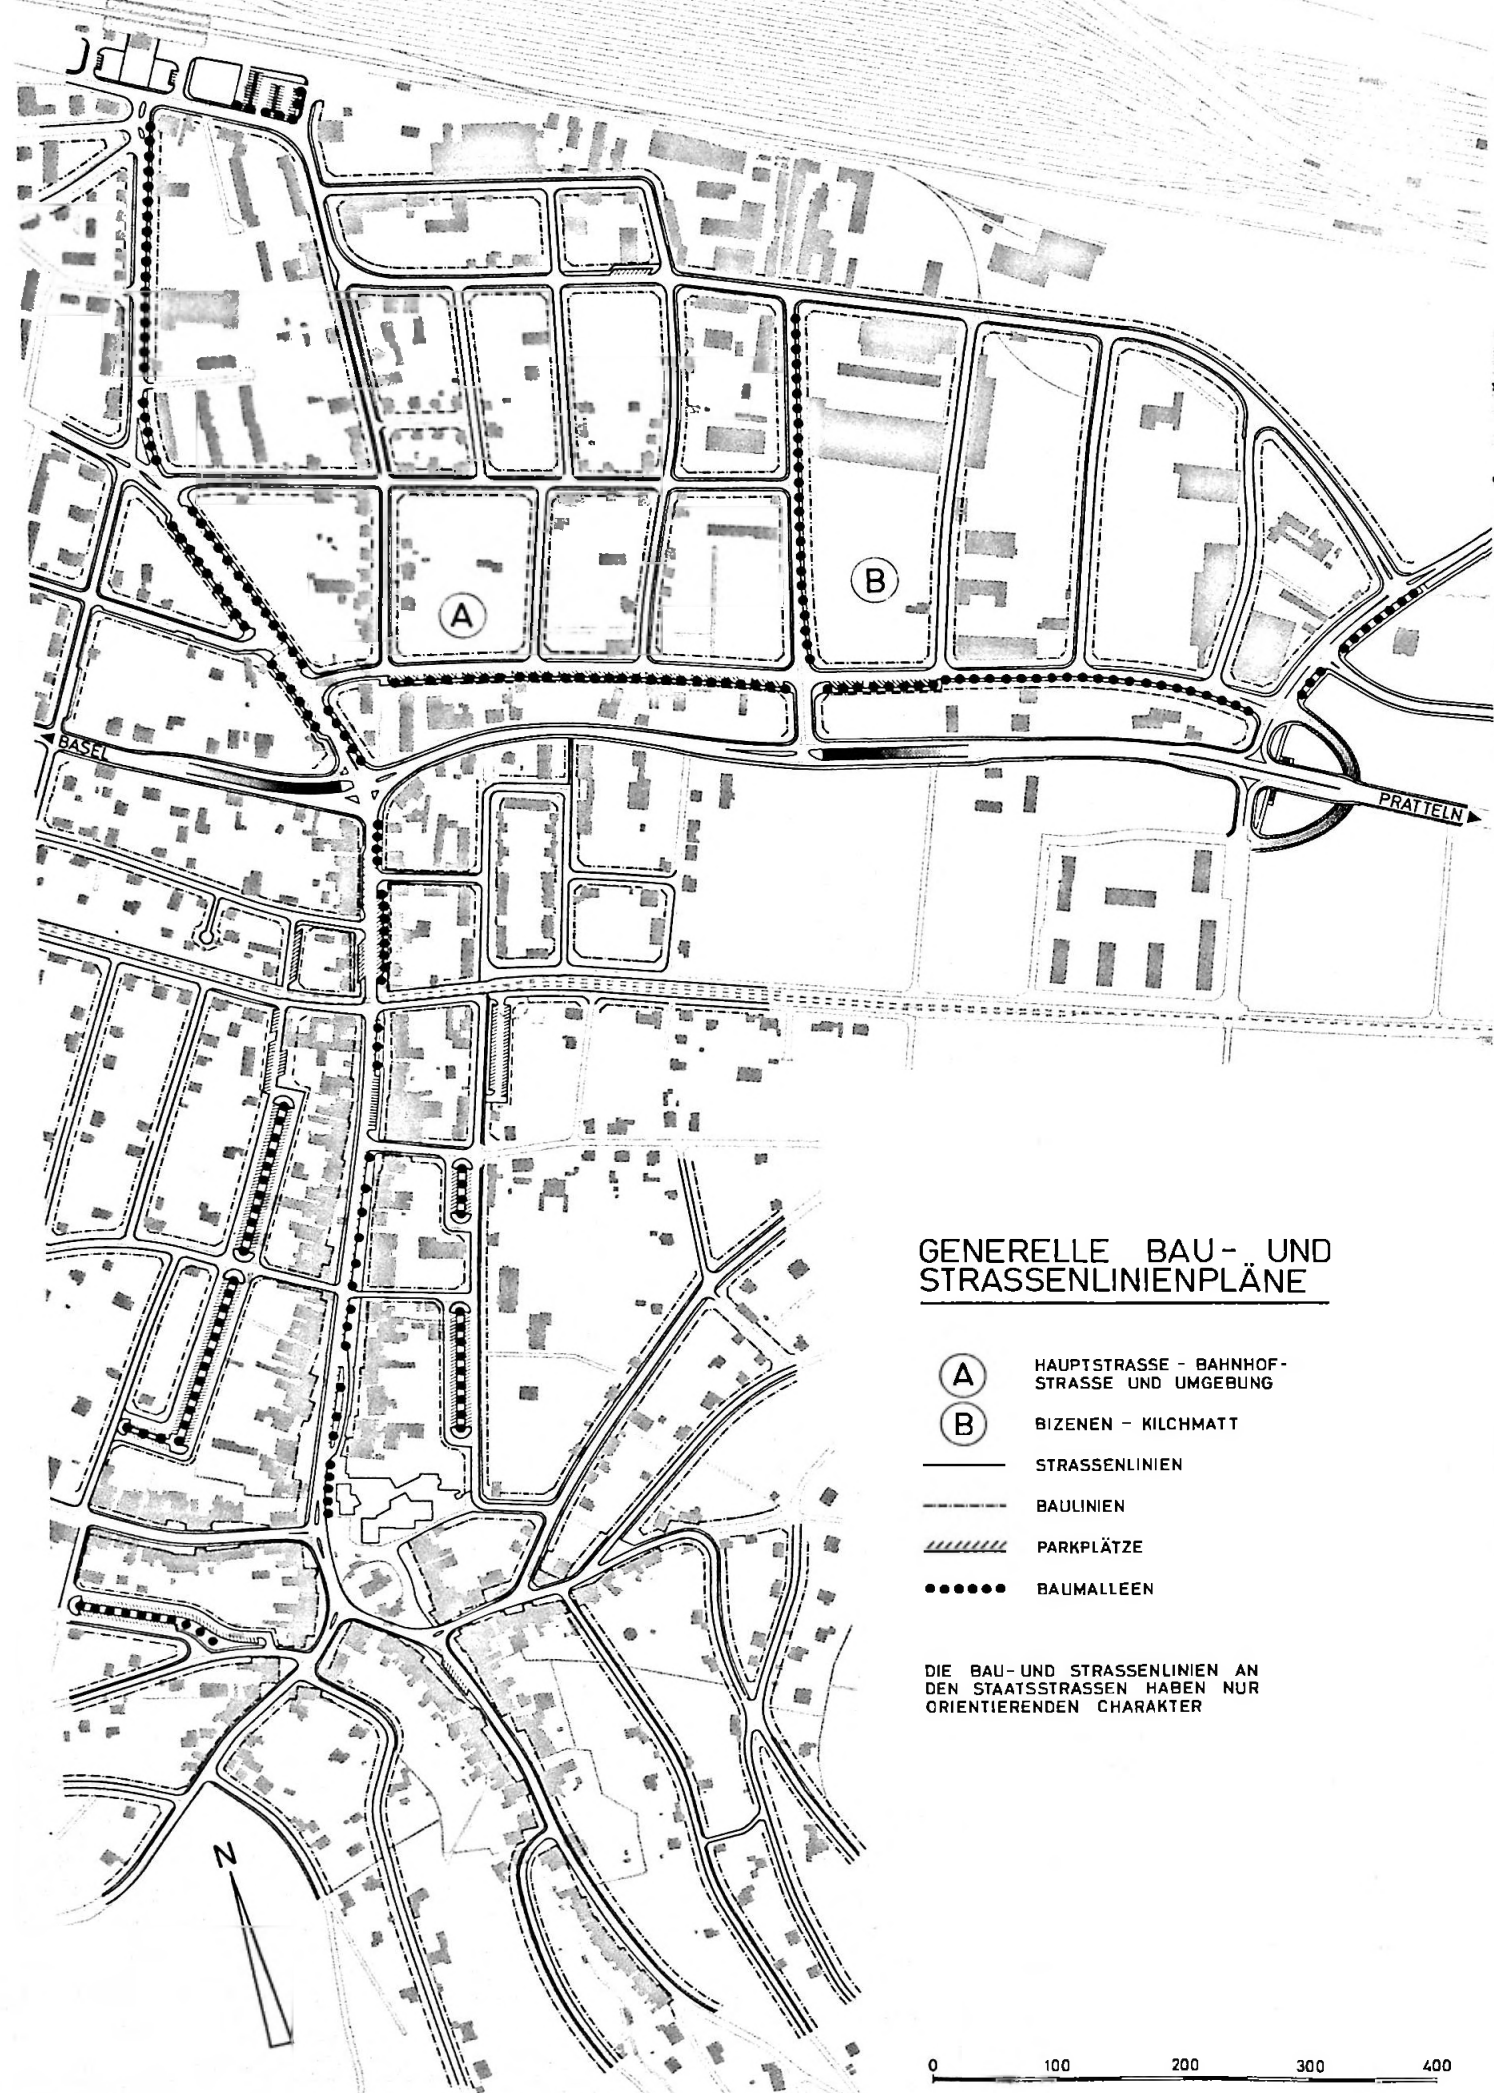 BASEL
A
B
PRATTELN
GENERELLE BAU- UND
STRASSENLINIENPLÄNE
A HAUPTSTRASSE - BAHNHOF-
STRASSE UND UMGEBUNG
B BIZENEN - KILCHMATT
STRASSENLINIEN
BAULINIEN
PARKPLÄTZE
BAUMALLEEN
DIE BAU-UND STRASSENLINIEN AN
DEN STAATSSTRASSEN HABEN NUR
ORIENTIERENDEN CHARAKTER
N
0 100 200 300 400